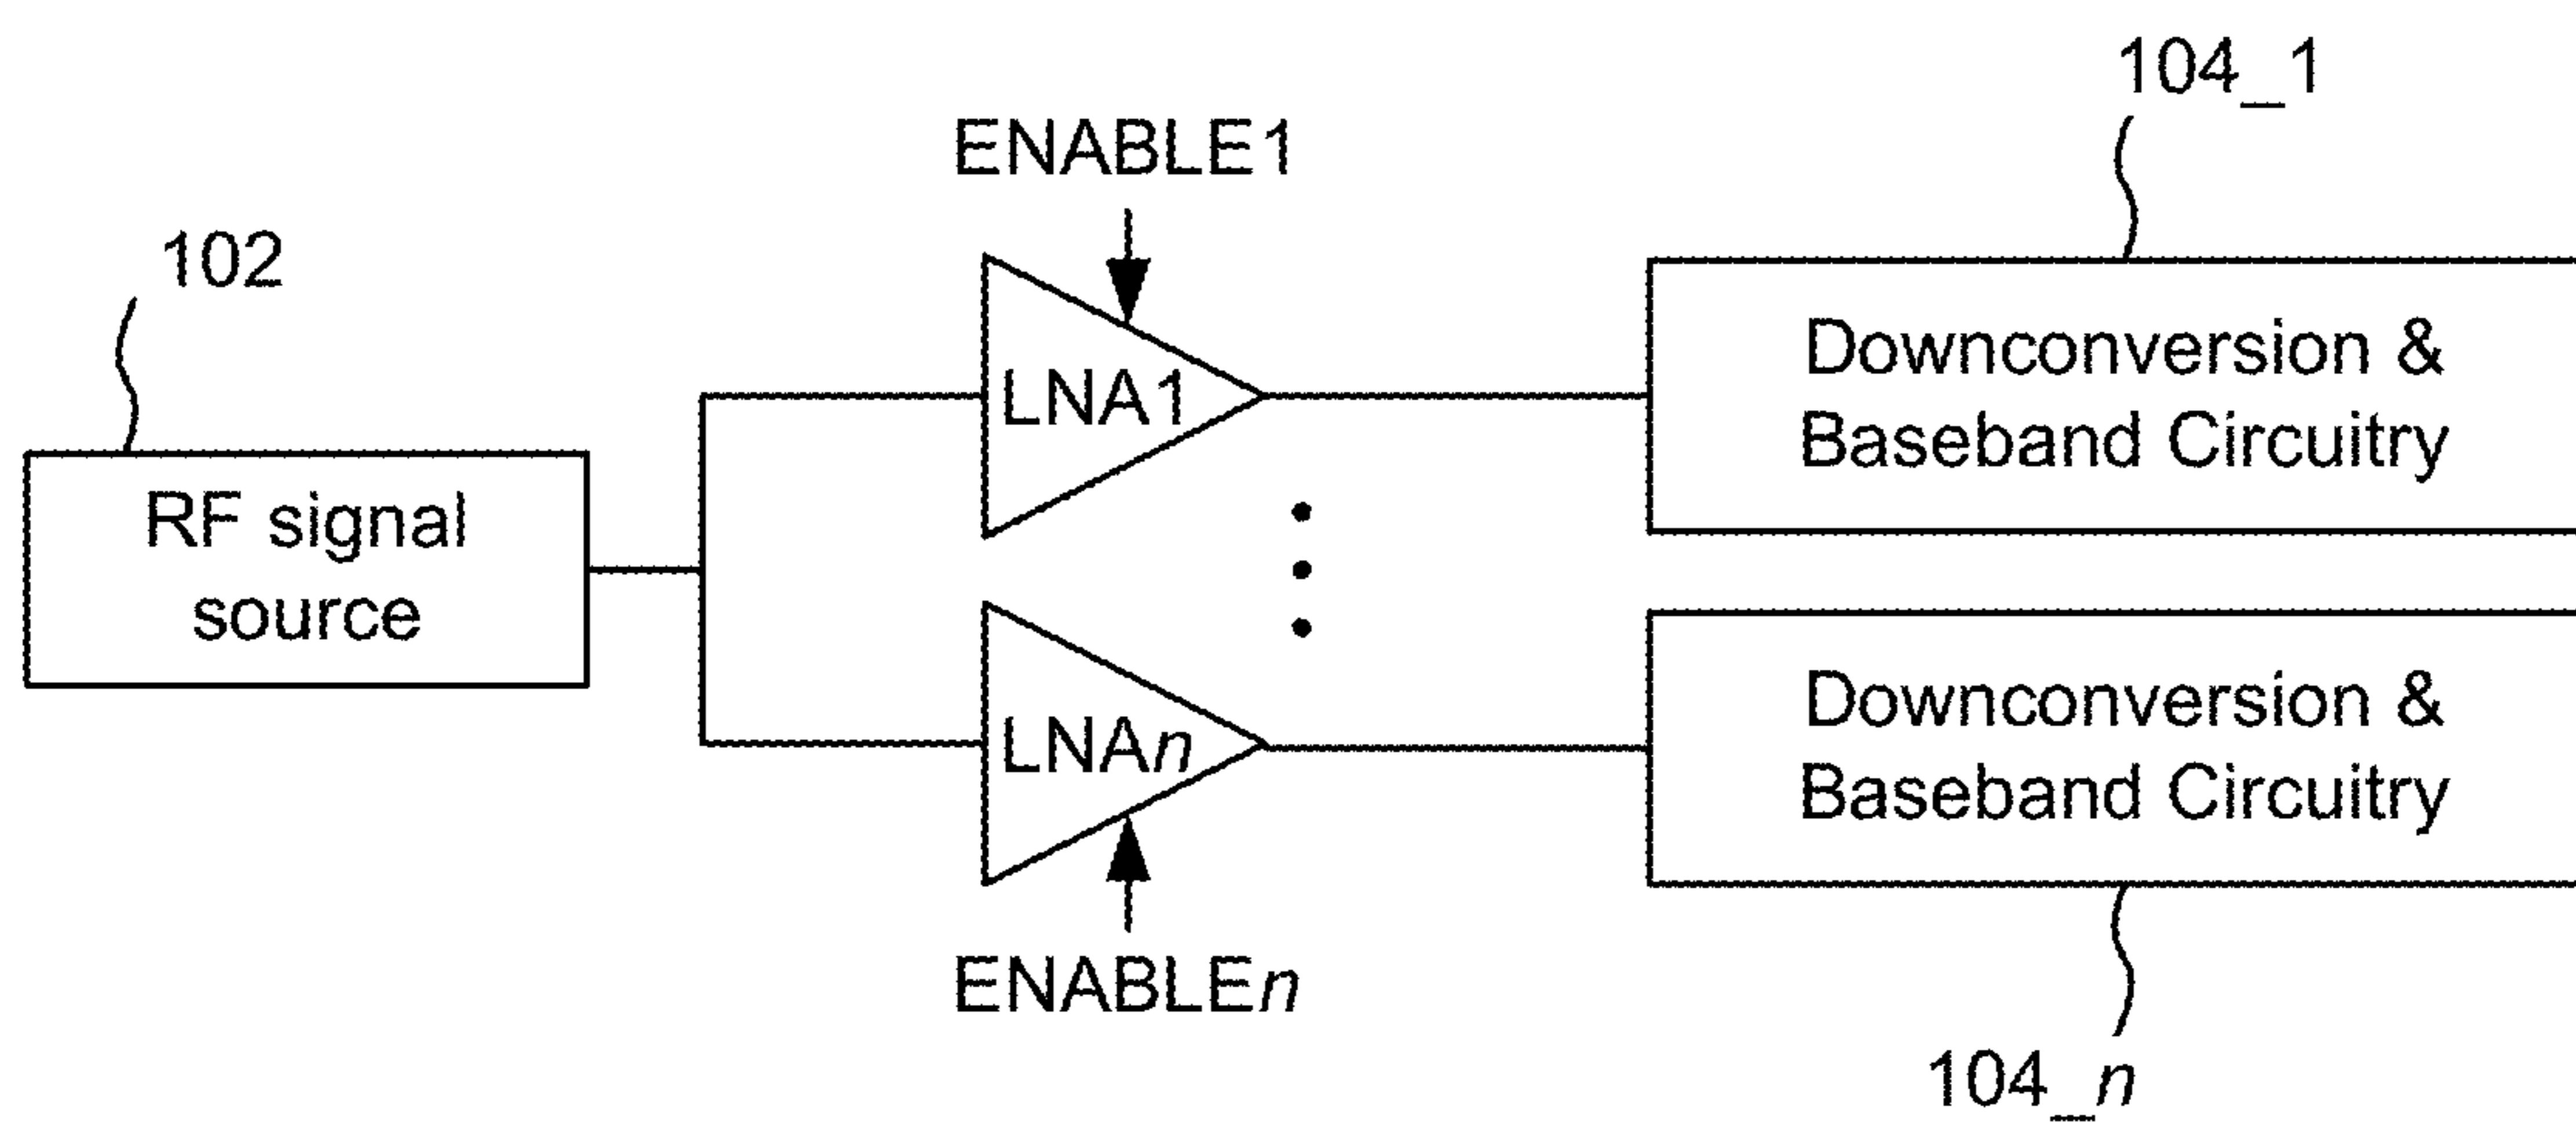 104_1
ENABLE1
102
LNA1
Downconversion &
Baseband Circuitry
RF signal
source
LNAn
Downconversion &
Baseband Circuitry
ENABLEn
104_n